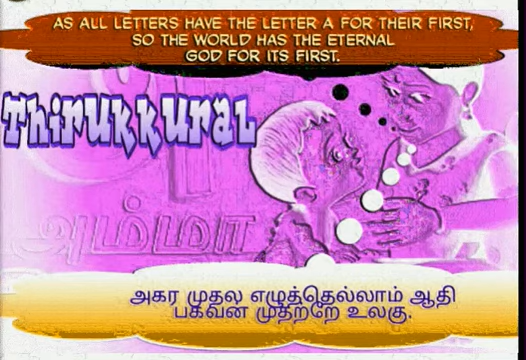 AS ALL LETTERS HAVE THE LETTER A FOR THEIR FIRST,
SO THE WORLD HAS THE ETERNAL
GOD FOR ITS FIRST.
Thirukkural
அ
அம்மா
அகர முதல எழுத்தெல்லாம் ஆதி
பகவன் முதற்றே உலகு.